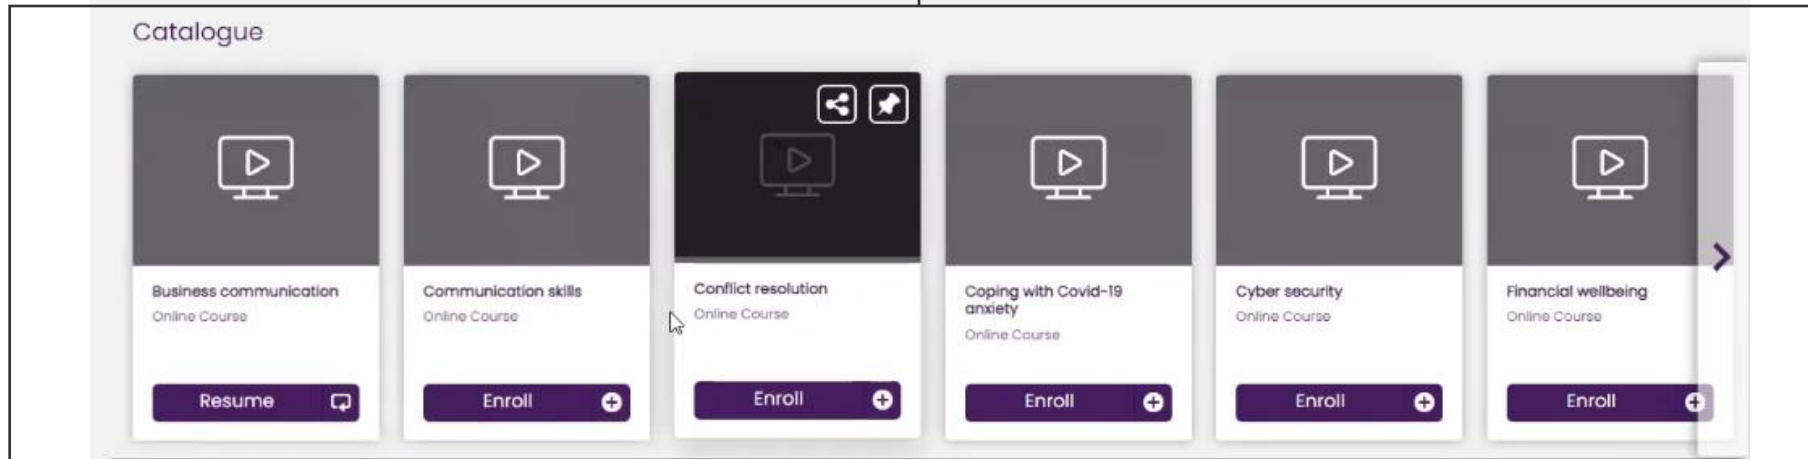 Catalogue
Business communication
Online Course
Resume
Communication skills
Online Course
Enroll
Conflict resolution
Online Course
Enroll
Coping with Covid-19
anxiety
Online Course
Enroll
Cyber security
Online Course
Enroll
Financial wellbeing
Online Course
Enroll